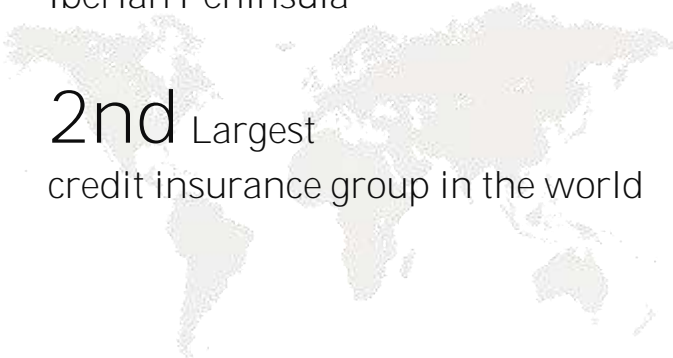 Iberian Peninsula
2nd Largest
credit insurance group in the world